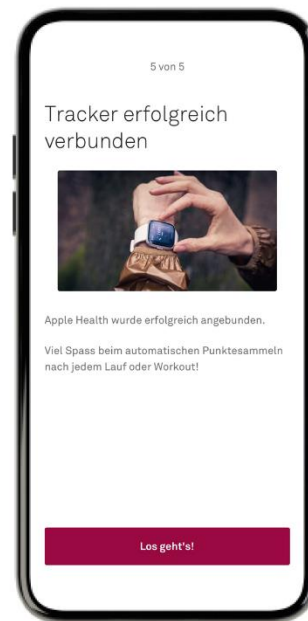 5 von 5
Tracker erfolgreich
verbunden
Apple Health wurde erfolgreich angebunden.
Viel Spass beim automatischen Punktesammeln
nach jedem Lauf oder Workout!
Los geht's!